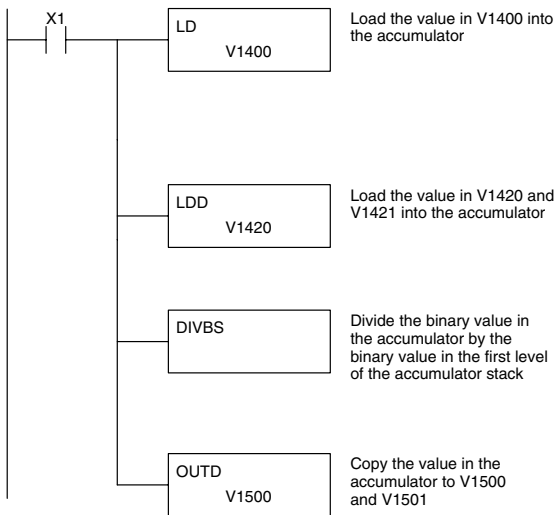 X1
LD
V1400
Load the value in V1400 into
the accumulator
LDD
V1420
Load the value in V1420 and
V1421 into the accumulator
DIVBS
Divide the binary value in
the accumulator by the
binary value in the first level
of the accumulator stack
OUTD
V1500
Copy the value in the
accumulator to V1500
and V1501